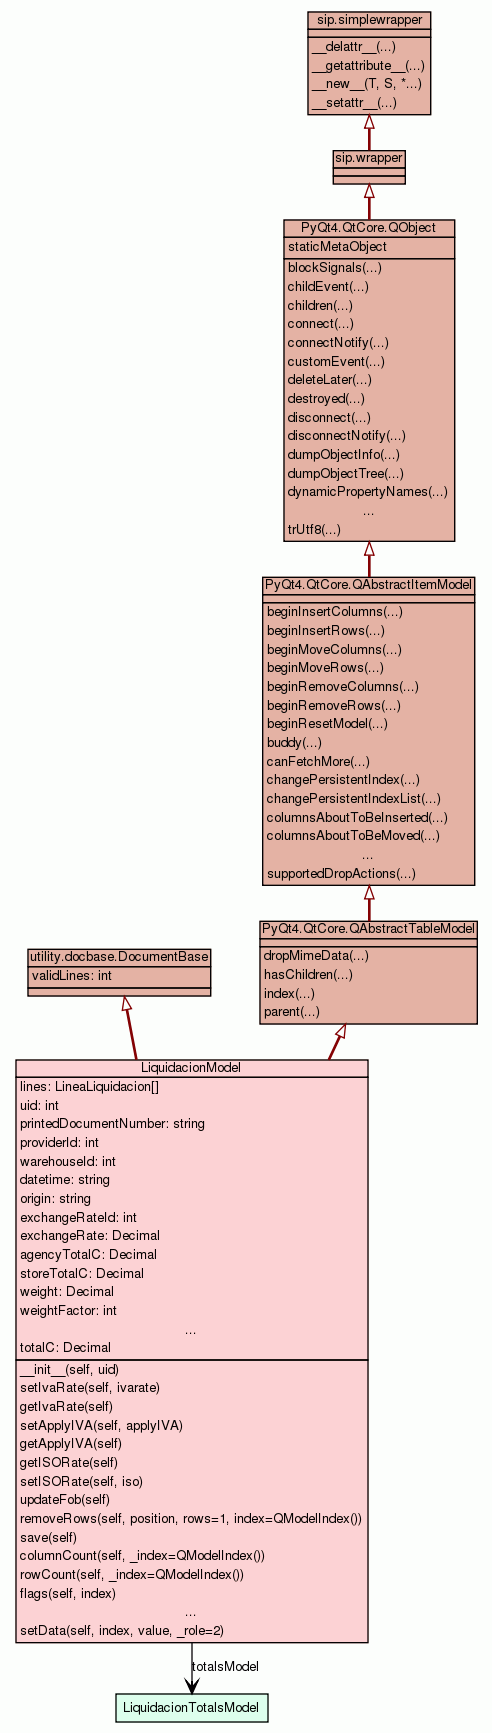 sip.simplewrapper
__delattr__(...)
__getattribute__(...)
__new__(T, S, *...)
__setattr__(...)
sip.wrapper
PyQt4.QtCore.QObject
staticMetaObject
blockSignals(...)
childEvent(...)
children(...)
connect(...)
connectNotify(...)
customEvent(...)
deleteLater(...)
destroyed(...)
disconnect(...)
disconnectNotify(...)
dumpObjectInfo(...)
dumpObjectTree(...)
dynamicPropertyNames(...)
...
trUtf8(...)
PyQt4.QtCore.QAbstractItemModel
beginInsertColumns(...)
beginInsertRows(...)
beginMoveColumns(...)
beginMoveRows(...)
beginRemoveColumns(...)
beginRemoveRows(...)
beginResetModel(...)
buddy(...)
canFetchMore(...)
changePersistentIndex(...)
changePersistentIndexList(...)
columnsAboutToBeInserted(...)
columnsAboutToBeMoved(...)
...
supportedDropActions(...)
PyQt4.QtCore.QAbstractTableModel
dropMimeData(...)
hasChildren(...)
index(...)
parent(...)
utility.docbase.DocumentBase
validLines: int
LiquidacionModel
lines: LineaLiquidacion[]
uid: int
printedDocumentNumber: string
providerId: int
warehouseId: int
datetime: string
origin: string
exchangeRateId: int
exchangeRate: Decimal
agencyTotalC: Decimal
storeTotalC: Decimal
weight: Decimal
weightFactor: int
...
totalC: Decimal
__init__(self, uid)
setIvaRate(self, ivarate)
getIvaRate(self)
setApplyIVA(self, applyIVA)
getApplyIVA(self)
getISORate(self)
setISORate(self, iso)
updateFob(self)
removeRows(self, position, rows=1, index=QModelIndex())
save(self)
columnCount(self, _index=QModelIndex())
rowCount(self, _index=QModelIndex())
flags(self, index)
...
setData(self, index, value, _role=2)
totalsModel
LiquidacionTotalsModel